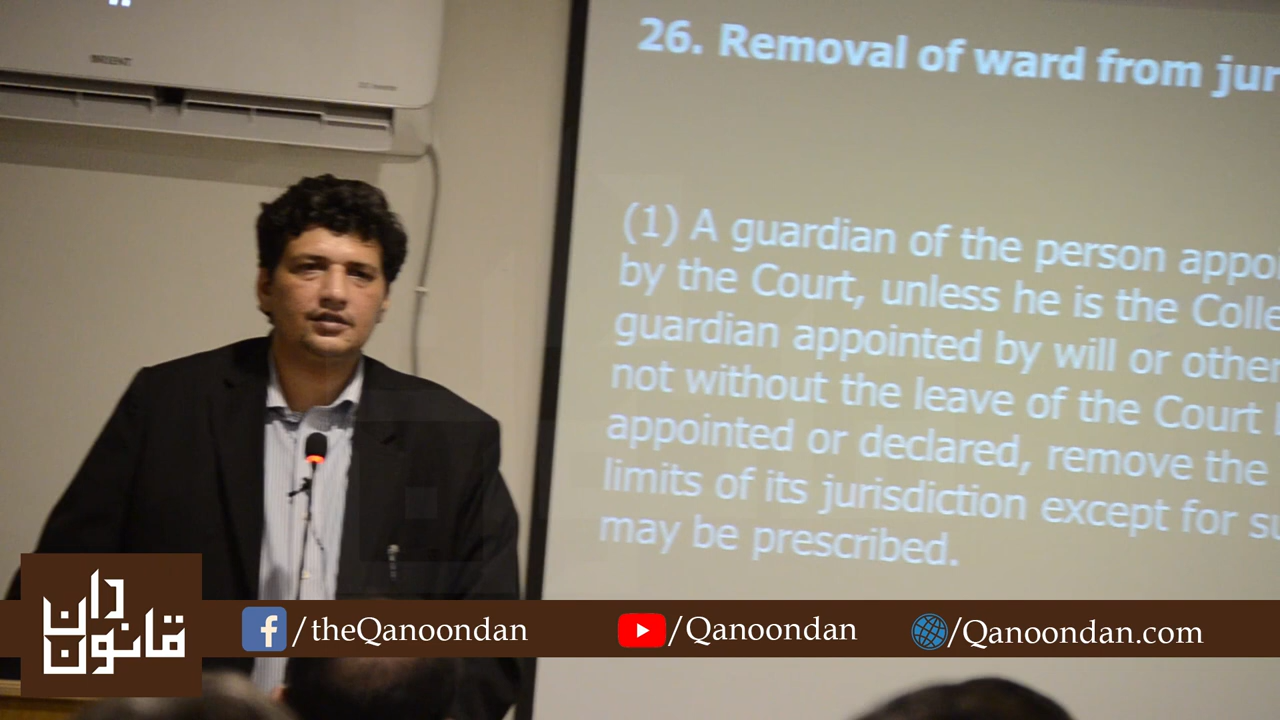 ORIENT
26. Removal of ward from jur
(1) A guardian of the person appoi
by the Court, unless he is the Colle
guardian appointed by will or other
not without the leave of the Court
appointed or declared, remove the
limits of its jurisdiction except for su
may be prescribed.
قانون دان
/theQanoondan
/Qanoondan
/Qanoondan.com